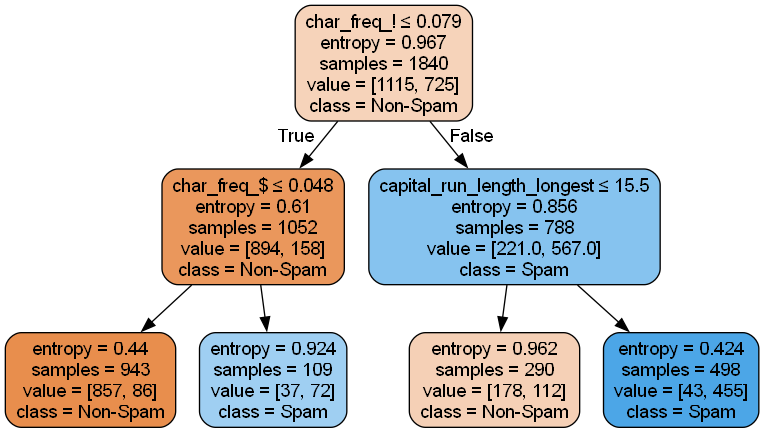 char_freq_! ≤ 0.079
entropy = 0.967
samples = 1840
value = [1115, 725]
class = Non-Spam
True
False
char_freq_$ ≤ 0.048
entropy = 0.61
samples = 1052
value = [894, 158]
class = Non-Spam
capital_run_length_longest ≤ 15.5
entropy = 0.856
samples = 788
value = [221.0, 567.0]
class = Spam
entropy = 0.44
samples = 943
value = [857, 86]
class = Non-Spam
entropy = 0.924
samples = 109
value = [37, 72]
class = Spam
entropy = 0.962
samples = 290
value = [178, 112]
class = Non-Spam
entropy = 0.424
samples = 498
value = [43, 455]
class = Spam